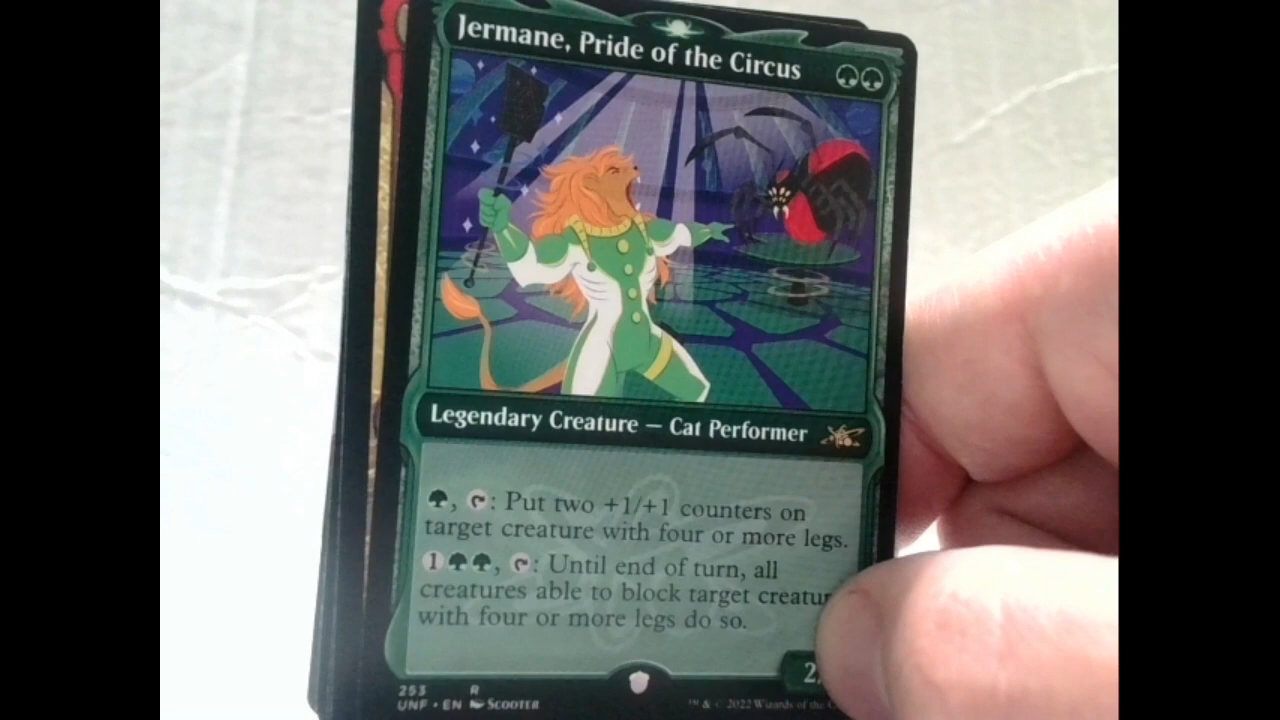 Jermane, Pride of the Circus
Legendary Creature — Cat Performer
, : Put two +1/+1 counters on
target creature with four or more legs.
1 , : Until end of turn, all
creatures able to block target
with four or more legs do so.
2
253 R
UNF • EN SCOOTER
™ & © 2022 Wizards of the